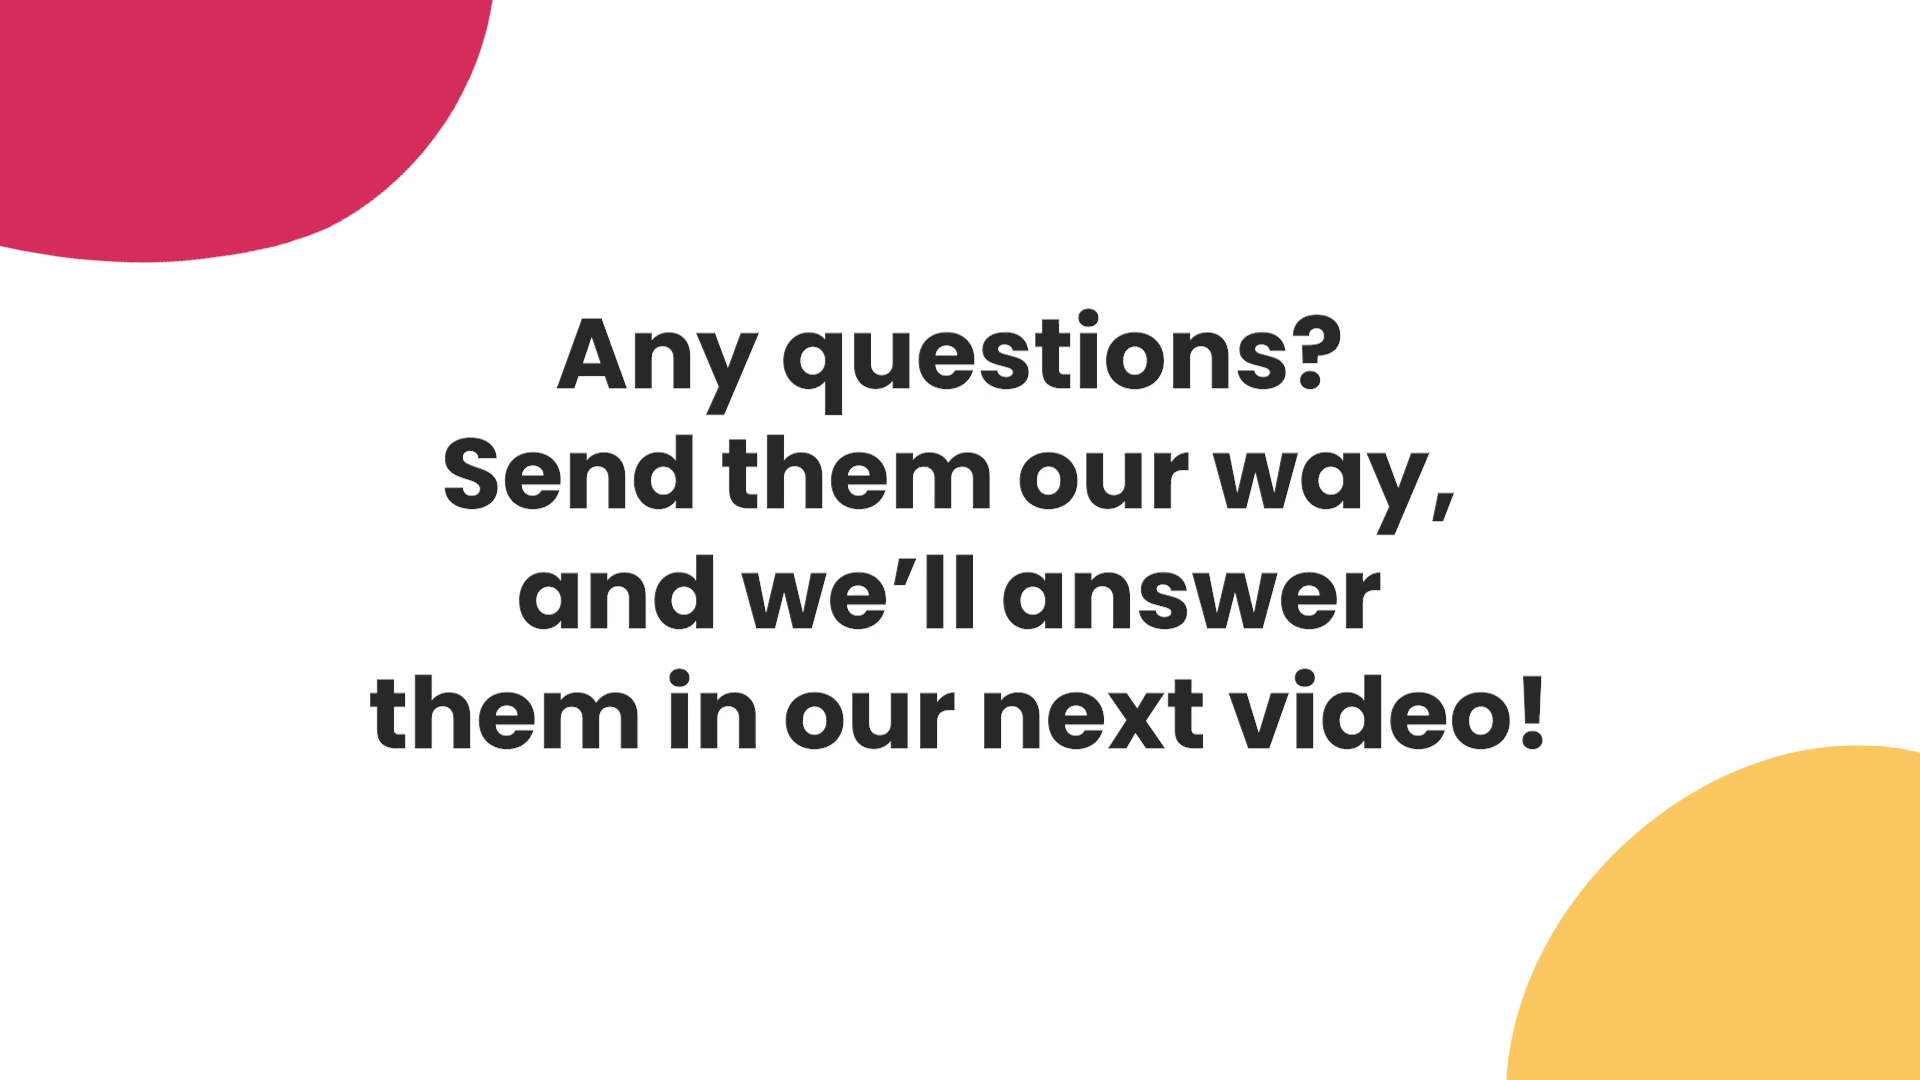 Any questions?
Send them our way,
and we’ll answer
them in our next video!